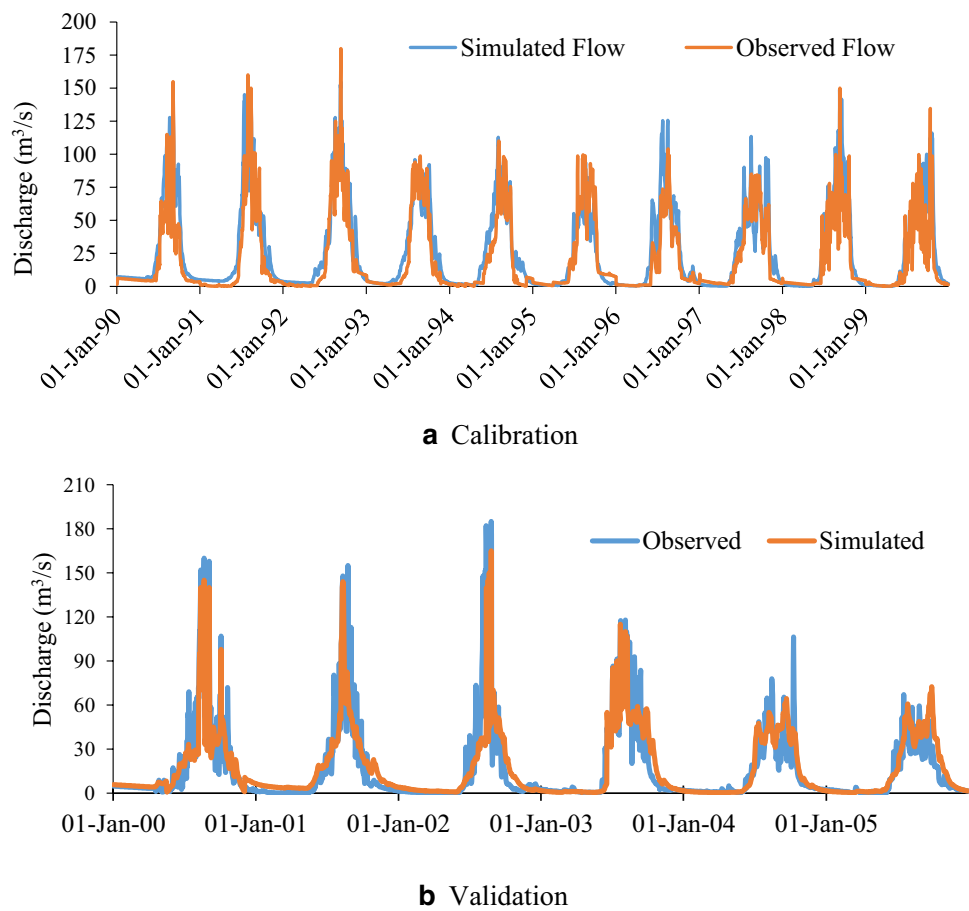 200
175
150
125
100
75
50
25
0
Discharge (m³/s)
Simulated Flow
Observed Flow
01-Jan-90
01-Jan-91
01-Jan-92
01-Jan-93
01-Jan-94
01-Jan-95
01-Jan-96
01-Jan-97
01-Jan-98
01-Jan-99
a Calibration
210
180
150
120
90
60
30
0
Discharge (m³/s)
Observed
Simulated
01-Jan-00
01-Jan-01
01-Jan-02
01-Jan-03
01-Jan-04
01-Jan-05
b Validation